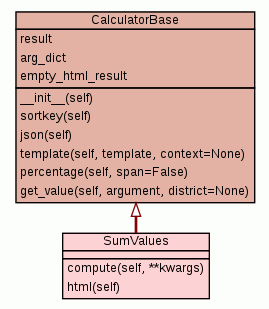 CalculatorBase
result
arg_dict
empty_html_result
__init__(self)
sortkey(self)
json(self)
template(self, template, context=None)
percentage(self, span=False)
get_value(self, argument, district=None)
SumValues
compute(self, **kwargs)
html(self)